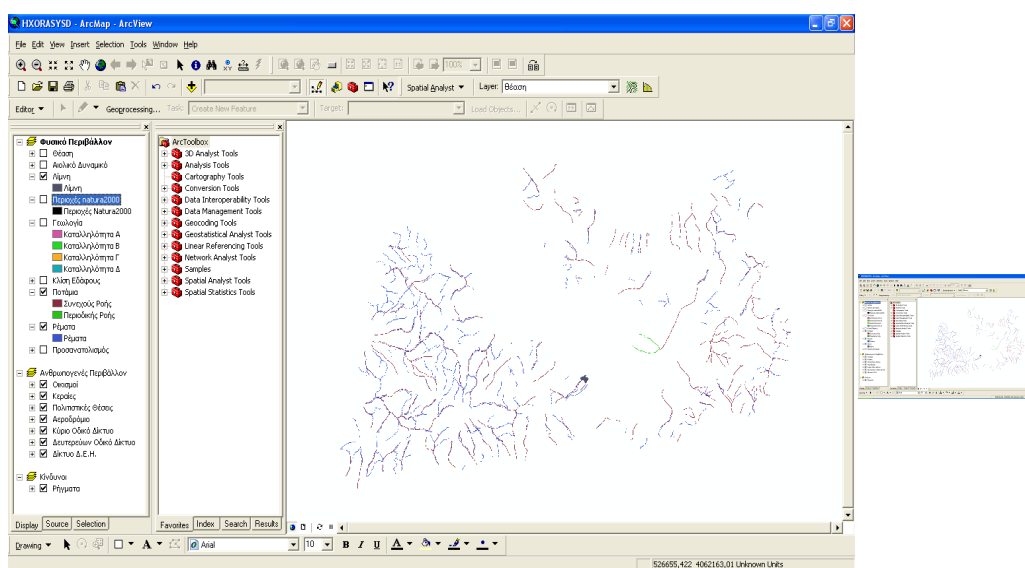 HXORASYSD - ArcMap - ArcView
File Edit View Insert Selection Tools Window Help
100%
Spatial Analyst Layer: Θέαση
Editor Geoprocessing... Task: Create New Feature Target: Load Objects...
Φυσικό Περιβάλλον
Θέαση
Αιολικό Δυναμικό
Λίμνη
Λίμνη
Περιοχές natura2000
Περιοχές Natura2000
Γεωλογία
Καταλληλότητα Α
Καταλληλότητα Β
Καταλληλότητα Γ
Καταλληλότητα Δ
Κλίση Εδάφους
Ποτάμια
Συνεχούς Ροής
Περιοδικής Ροής
Ρέματα
Ρέματα
Προσανατολισμός
Ανθρωπογενές Περιβάλλον
Οικισμοί
Κεραίες
Πολιτιστικές Θέσεις
Αεροδρόμιο
Κύριο Οδικό Δίκτυο
Δευτερεύων Οδικό Δίκτυο
Δίκτυο Δ.Ε.Η.
Κίνδυνοι
Ρήγματα
Display Source Selection
ArcToolbox
3D Analyst Tools
Analysis Tools
Cartography Tools
Conversion Tools
Data Interoperability Tools
Data Management Tools
Geocoding Tools
Geostatistical Analyst Tools
Linear Referencing Tools
Network Analyst Tools
Samples
Spatial Analyst Tools
Spatial Statistics Tools
Favorites Index Search Results
Drawing A Arial 10 B I U A
526655,422 4062163,01 Unknown Units